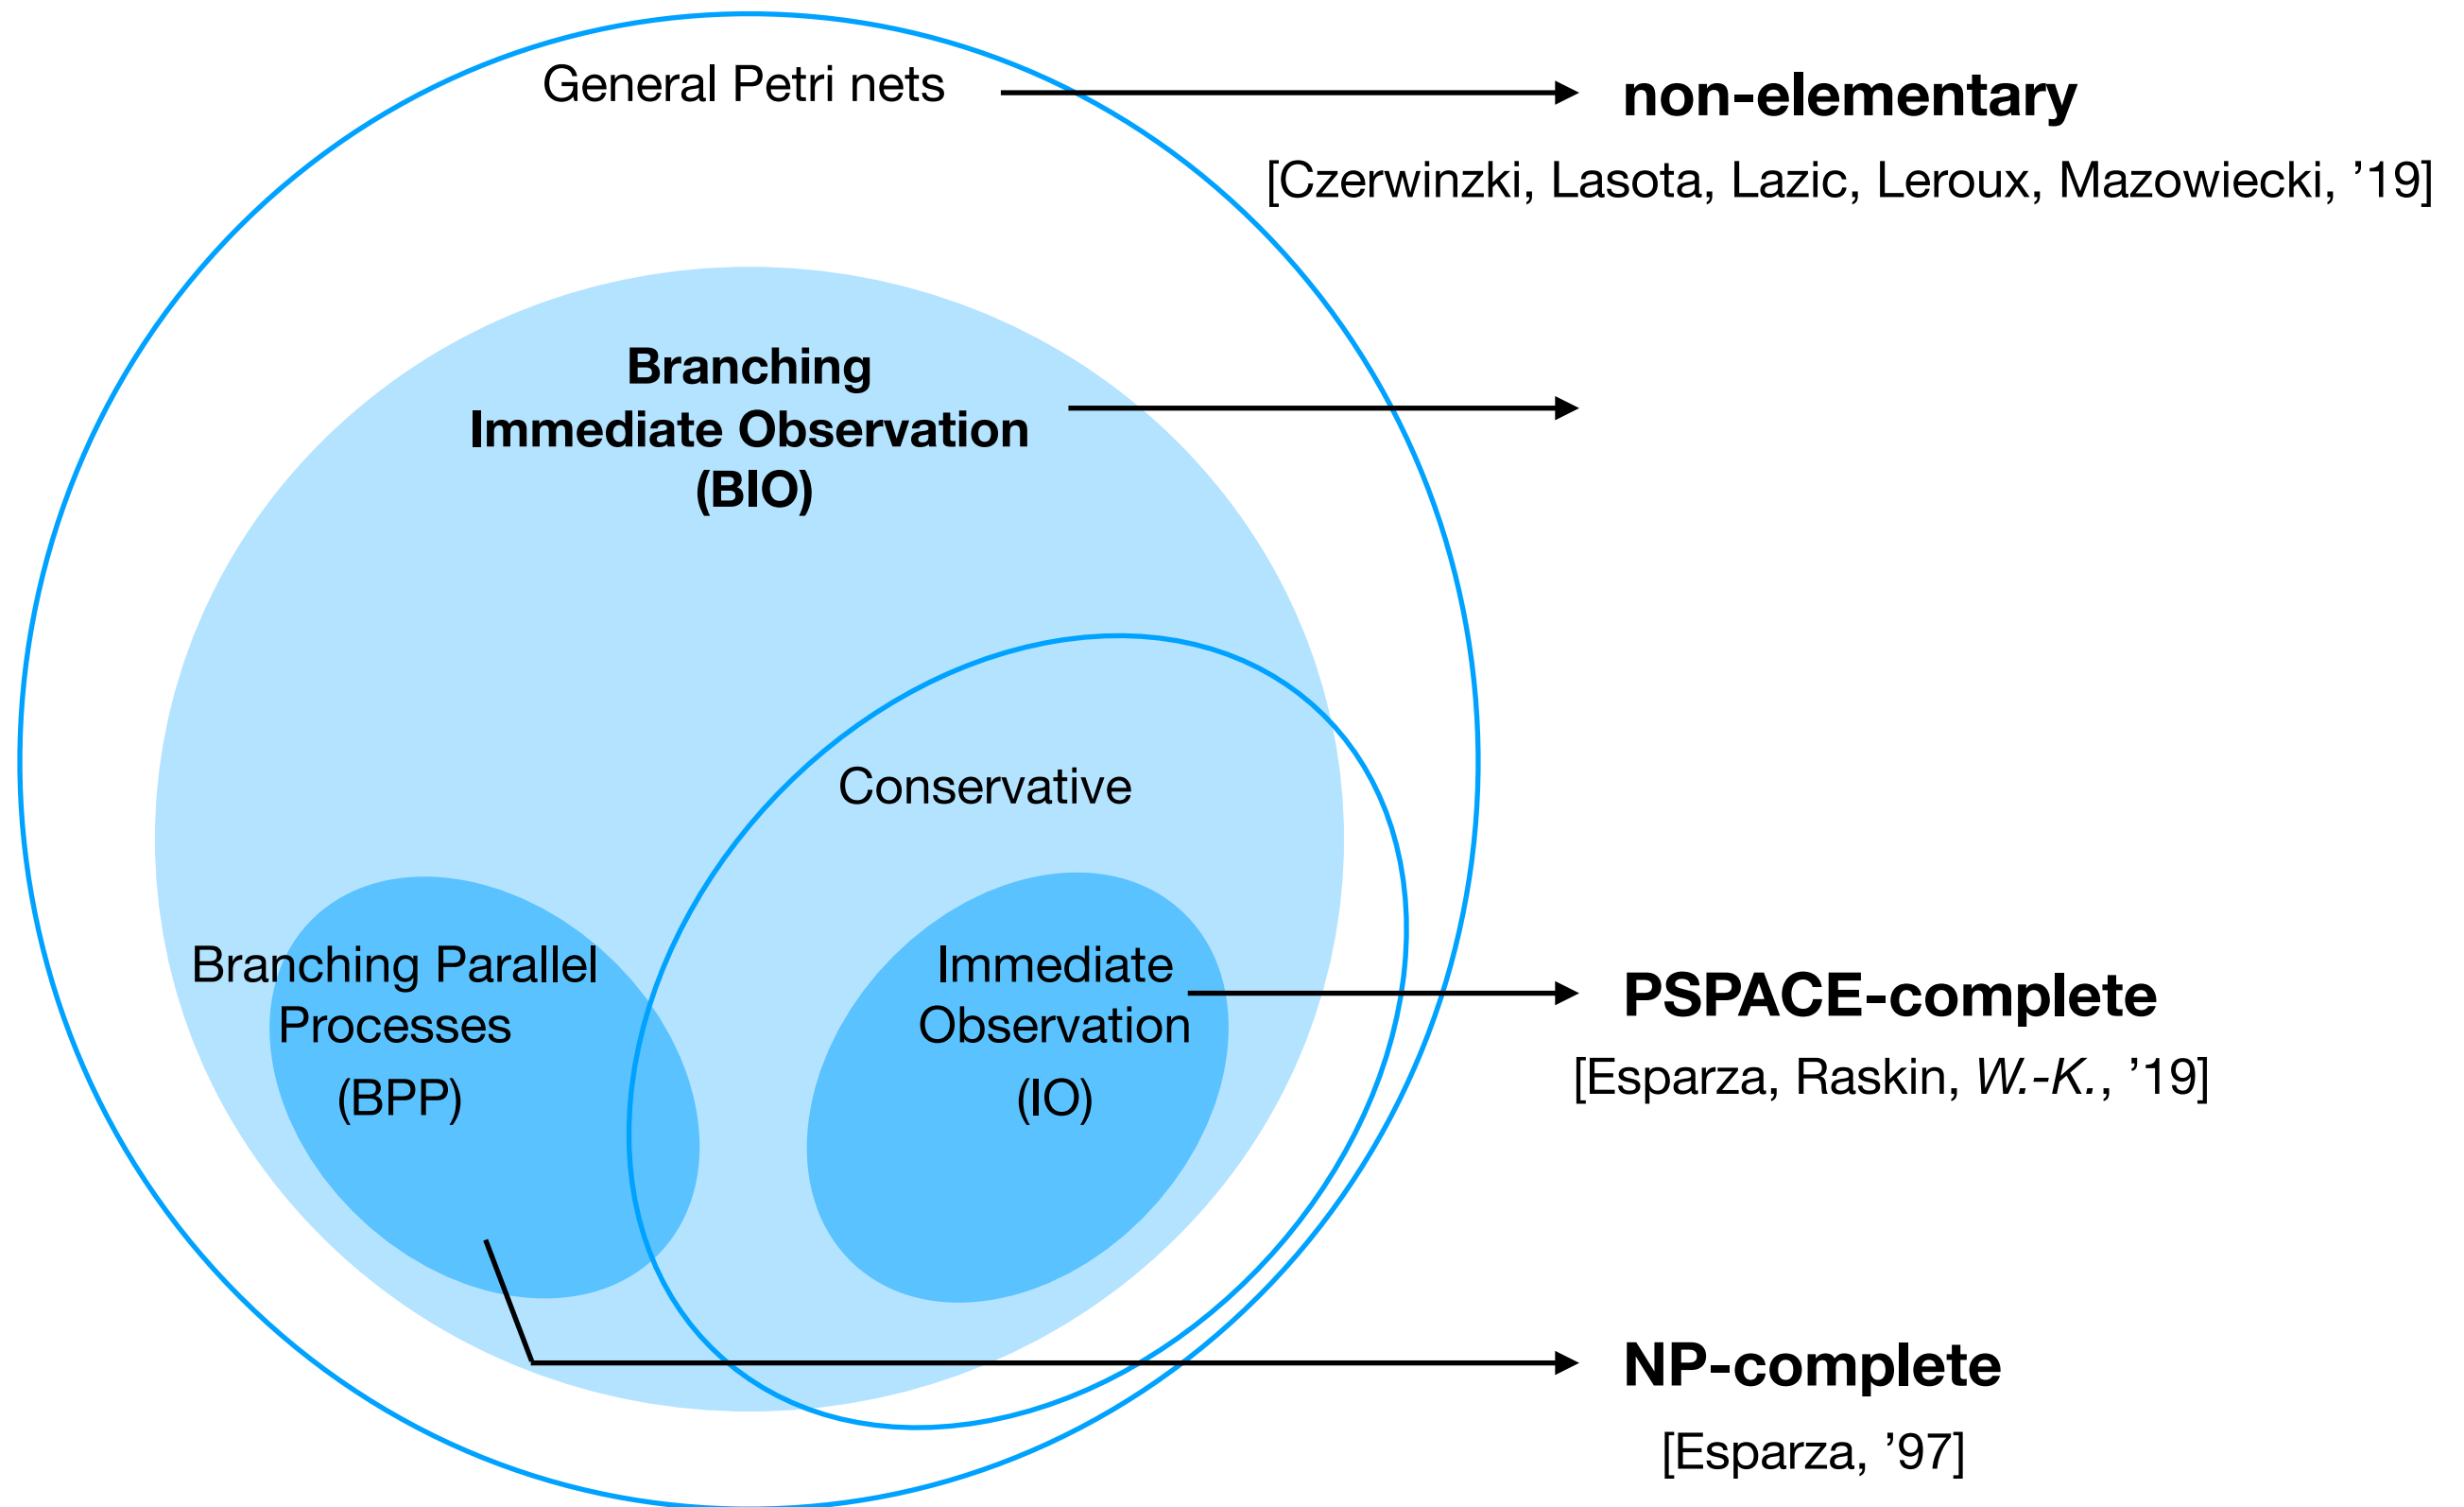 General Petri nets
non-elementary
[Czerwinzki, Lasota, Lazic, Leroux, Mazowiecki, ’19]
Branching
Immediate Observation
(BIO)
Conservative
Branching Parallel
Processes
(BPP)
Immediate
Observation
(IO)
PSPACE-complete
[Esparza, Raskin, W.-K., ’19]
NP-complete
[Esparza, ’97]